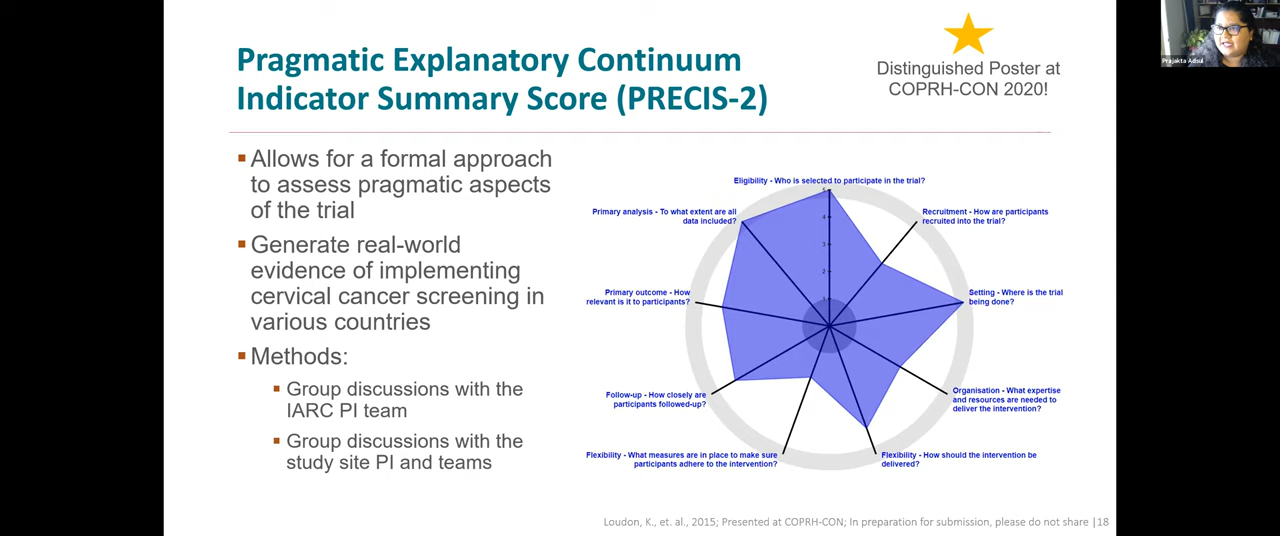 Pragmatic Explanatory Continuum
Indicator Summary Score (PRECIS-2)
Distinguished Poster at
COPRH-CON 2020!
Prajakta Adsul
▪ Allows for a formal approach
to assess pragmatic aspects
of the trial
▪ Generate real-world
evidence of implementing
cervical cancer screening in
various countries
▪ Methods:
▪ Group discussions with the
IARC PI team
▪ Group discussions with the
study site PI and teams
Eligibility - Who is selected to participate in the trial?
Recruitment - How are participants
recruited into the trial?
Setting - Where is the trial
being done?
Organisation - What expertise
and resources are needed to
deliver the intervention?
Flexibility - How should the intervention be
delivered?
Flexibility - What measures are in place to make sure
participants adhere to the intervention?
Follow-up - How closely are
participants followed-up?
Primary outcome - How
relevant is it to participants?
Primary analysis - To what extent are all
data included?
5
4
3
2
1
Loudon, K., et. al., 2015; Presented at COPRH-CON; In preparation for submission, please do not share |18